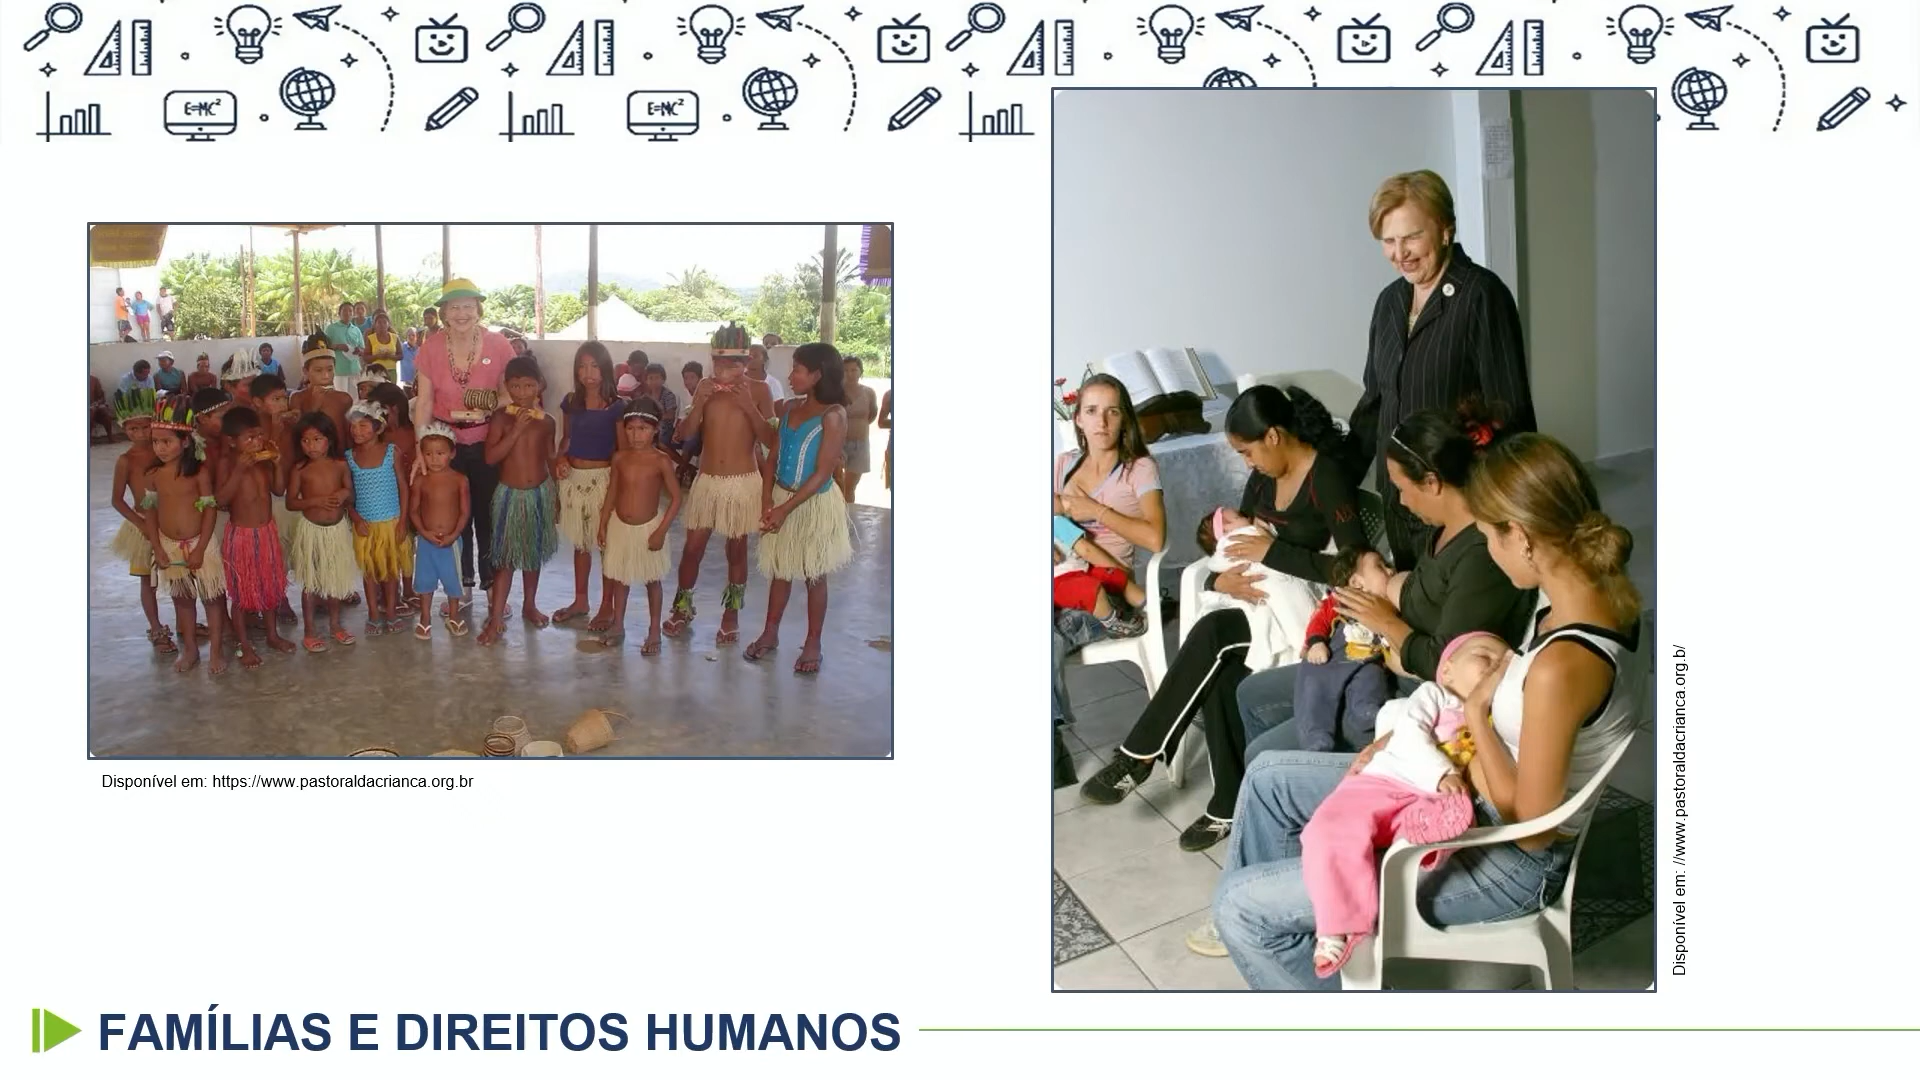 E=MC²
E=MC²
Disponível em: https://www.pastoraldacrianca.org.br
Disponível em: //www.pastoraldacrianca.org.b/
FAMÍLIAS E DIREITOS HUMANOS